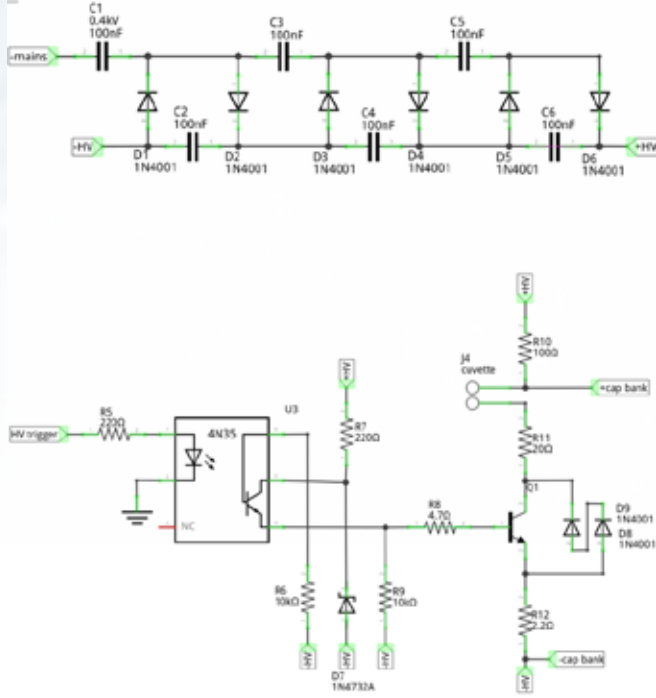 C1
0.4kV
100nF
C3
100nF
C5
100nF
-mains
C2
100nF
C4
100nF
C6
100nF
-HV
+HV
D1
1N4001
D2
1N4001
D3
1N4001
D4
1N4001
D5
1N4001
D6
1N4001
+HV
R10
100Ω
J4
cuvette
+cap bank
+HV
U3
R5
220Ω
4N35
R7
220Ω
HV trigger
R11
20Ω
Q1
R8
4.7Ω
D9
1N4001
D8
1N4001
NC
R6
10kΩ
R9
10kΩ
R12
2.2Ω
-HV
-HV
-HV
D7
1N4732A
-cap bank
-HV